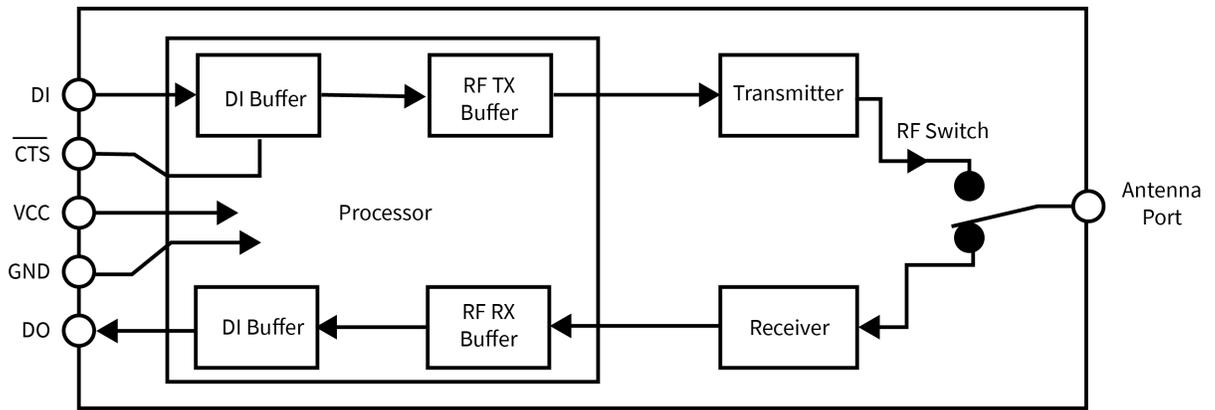 DI
DI Buffer
RF TX
Buffer
Transmitter
RF Switch
CTS
VCC
Processor
Antenna
Port
GND
DO
DI Buffer
RF RX
Buffer
Receiver